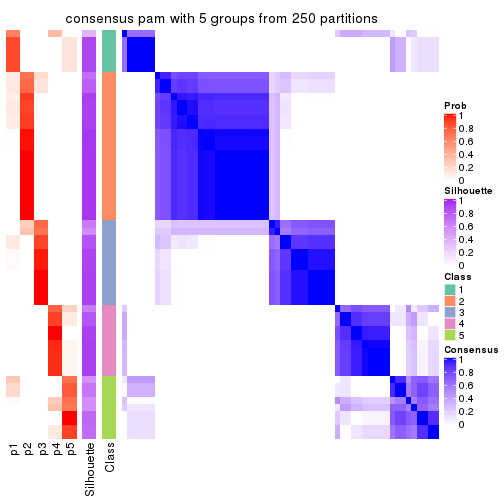 consensus pam with 5 groups from 250 partitions
p1
p2
p3
p4
p5
Silhouette
Class
Prob
1
0.8
0.6
0.4
0.2
0
Silhouette
1
0.8
0.6
0.4
0.2
0
Class
1
2
3
4
5
Consensus
1
0.8
0.6
0.4
0.2
0